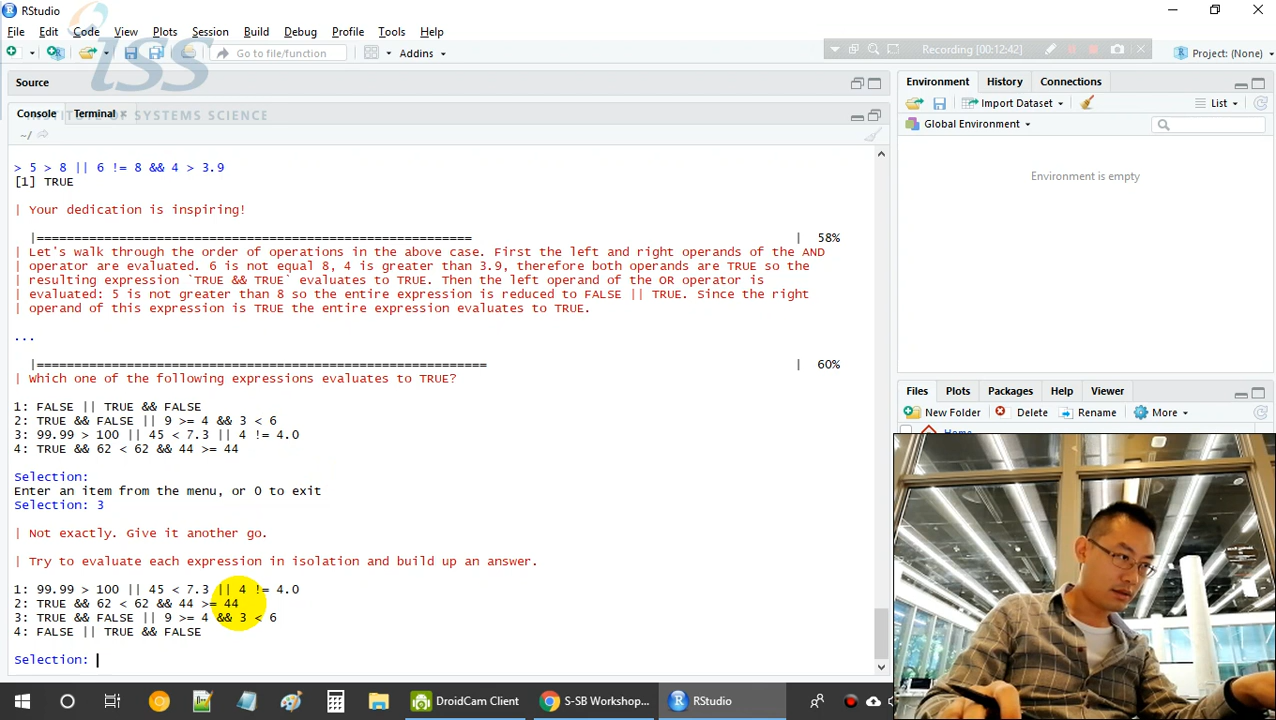 RStudio
File Edit Code View Plots Session Build Debug Profile Tools Help
Go to file/function
Addins
Recording [00:12:42]
Project: (None)
iss
INSTITUTE OF SYSTEMS SCIENCE
Source
Console Terminal
~/
> 5 > 8 || 6 != 8 && 4 > 3.9
[1] TRUE
| Your dedication is inspiring!
|========================================================== | 58%
| Let's walk through the order of operations in the above case. First the left and right operands of the AND
| operator are evaluated. 6 is not equal 8, 4 is greater than 3.9, therefore both operands are TRUE so the
| resulting expression `TRUE && TRUE` evaluates to TRUE. Then the left operand of the OR operator is
| evaluated: 5 is not greater than 8 so the entire expression is reduced to FALSE || TRUE. Since the right
| operand of this expression is TRUE the entire expression evaluates to TRUE.
...
|============================================================ | 60%
| Which one of the following expressions evaluates to TRUE?
1: FALSE || TRUE && FALSE
2: TRUE && FALSE || 9 >= 4 && 3 < 6
3: 99.99 > 100 || 45 < 7.3 || 4 != 4.0
4: TRUE && 62 < 62 && 44 >= 44
Selection:
Enter an item from the menu, or 0 to exit
Selection: 3
| Not exactly. Give it another go.
| Try to evaluate each expression in isolation and build up an answer.
1: 99.99 > 100 || 45 < 7.3 || 4 != 4.0
2: TRUE && 62 < 62 && 44 >= 44
3: TRUE && FALSE || 9 >= 4 && 3 < 6
4: FALSE || TRUE && FALSE
Selection:
Environment History Connections
Import Dataset
List
Global Environment
Environment is empty
Files Plots Packages Help Viewer
New Folder Delete Rename More
Home
DroidCam Client
S-SB Workshop...
RStudio